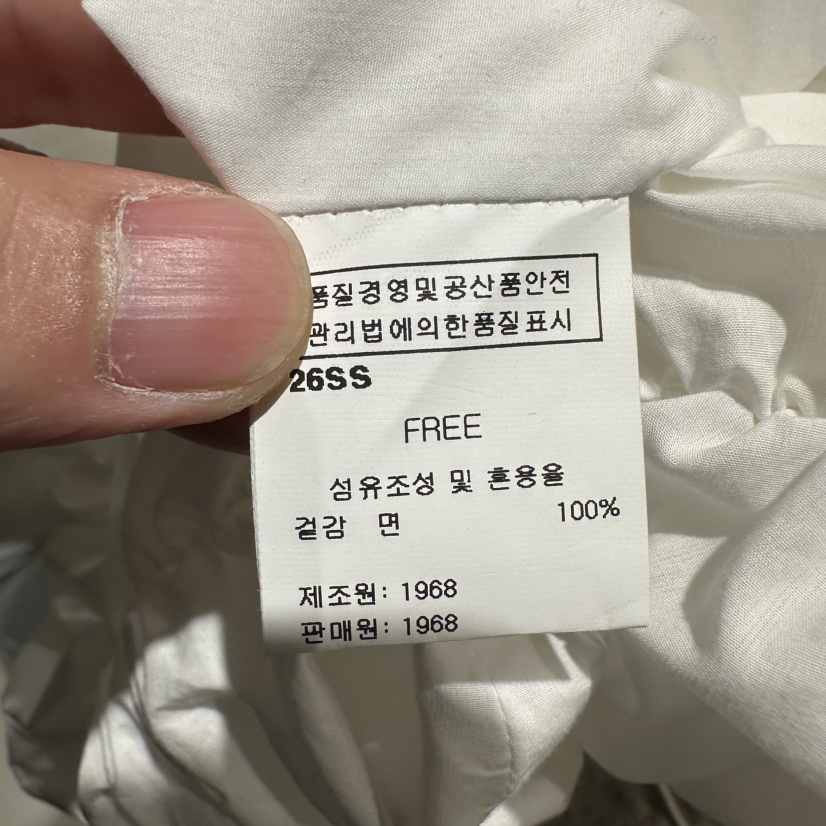 품질경영및공산품안전
관리법에의한품질표시
26SS
FREE
섬유조성 및 혼용율
겉감 면 100%
제조원: 1968
판매원: 1968